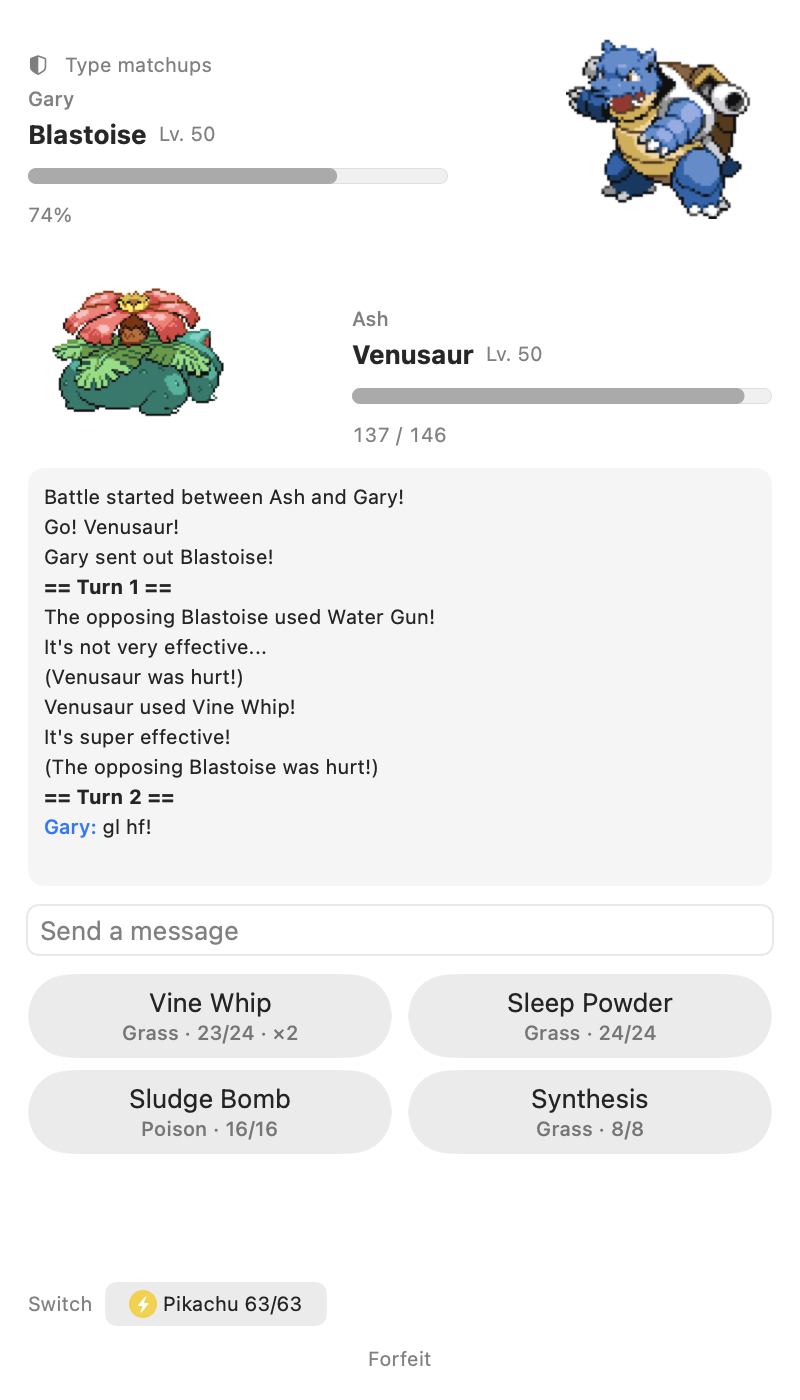 Type matchups
Gary
Blastoise Lv. 50
74%
Ash
Venusaur Lv. 50
137 / 146
Battle started between Ash and Gary!
Go! Venusaur!
Gary sent out Blastoise!
== Turn 1 ==
The opposing Blastoise used Water Gun!
It's not very effective...
(Venusaur was hurt!)
Venusaur used Vine Whip!
It's super effective!
(The opposing Blastoise was hurt!)
== Turn 2 ==
Gary: gl hf!
Send a message
Vine Whip
Grass · 23/24 · ×2
Sleep Powder
Grass · 24/24
Sludge Bomb
Poison · 16/16
Synthesis
Grass · 8/8
Switch Pikachu 63/63
Forfeit